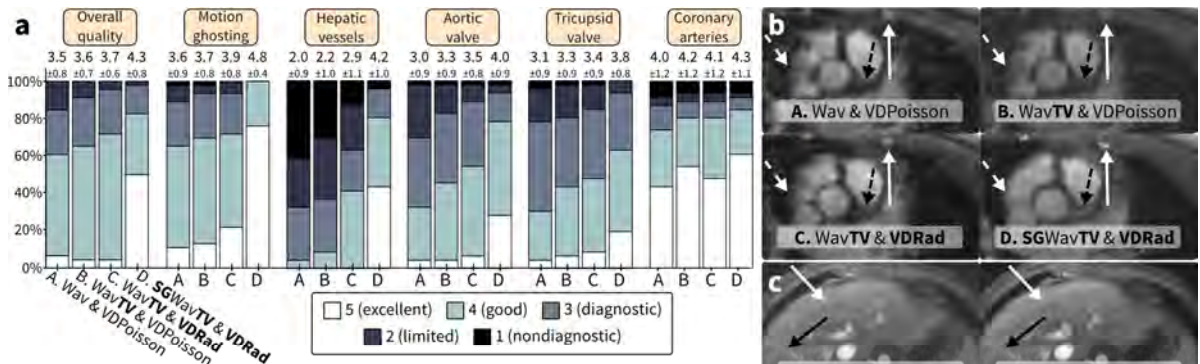 a
Overall quality
Motion ghosting
Hepatic vessels
Aortic valve
Tricupsid valve
Coronary arteries
3.5 3.6 3.7 4.3 3.6 3.7 3.9 4.8 2.0 2.2 2.9 4.2 3.0 3.3 3.5 4.0 3.1 3.3 3.4 3.8 4.0 4.2 4.1 4.3
±0.8 ±0.7 ±0.6 ±0.8 ±0.9 ±0.8 ±0.8 ±0.4 ±0.9 ±1.0 ±1.1 ±1.0 ±0.9 ±0.9 ±0.8 ±0.9 ±0.9 ±0.9 ±0.9 ±0.8 ±1.2 ±1.2 ±1.2 ±1.1
100%
80%
60%
40%
20%
0%
A B C D A B C D A B C D A B C D A B C D
A. Wav & VDPoisson
B. WavTV & VDPoisson
C. WavTV & VDRad
D. SGWavTV & VDRad
5 (excellent) 4 (good) 3 (diagnostic)
2 (limited) 1 (nondiagnostic)
b
A. Wav & VDPoisson
B. WavTV & VDPoisson
C. WavTV & VDRad
D. SGWavTV & VDRad
c